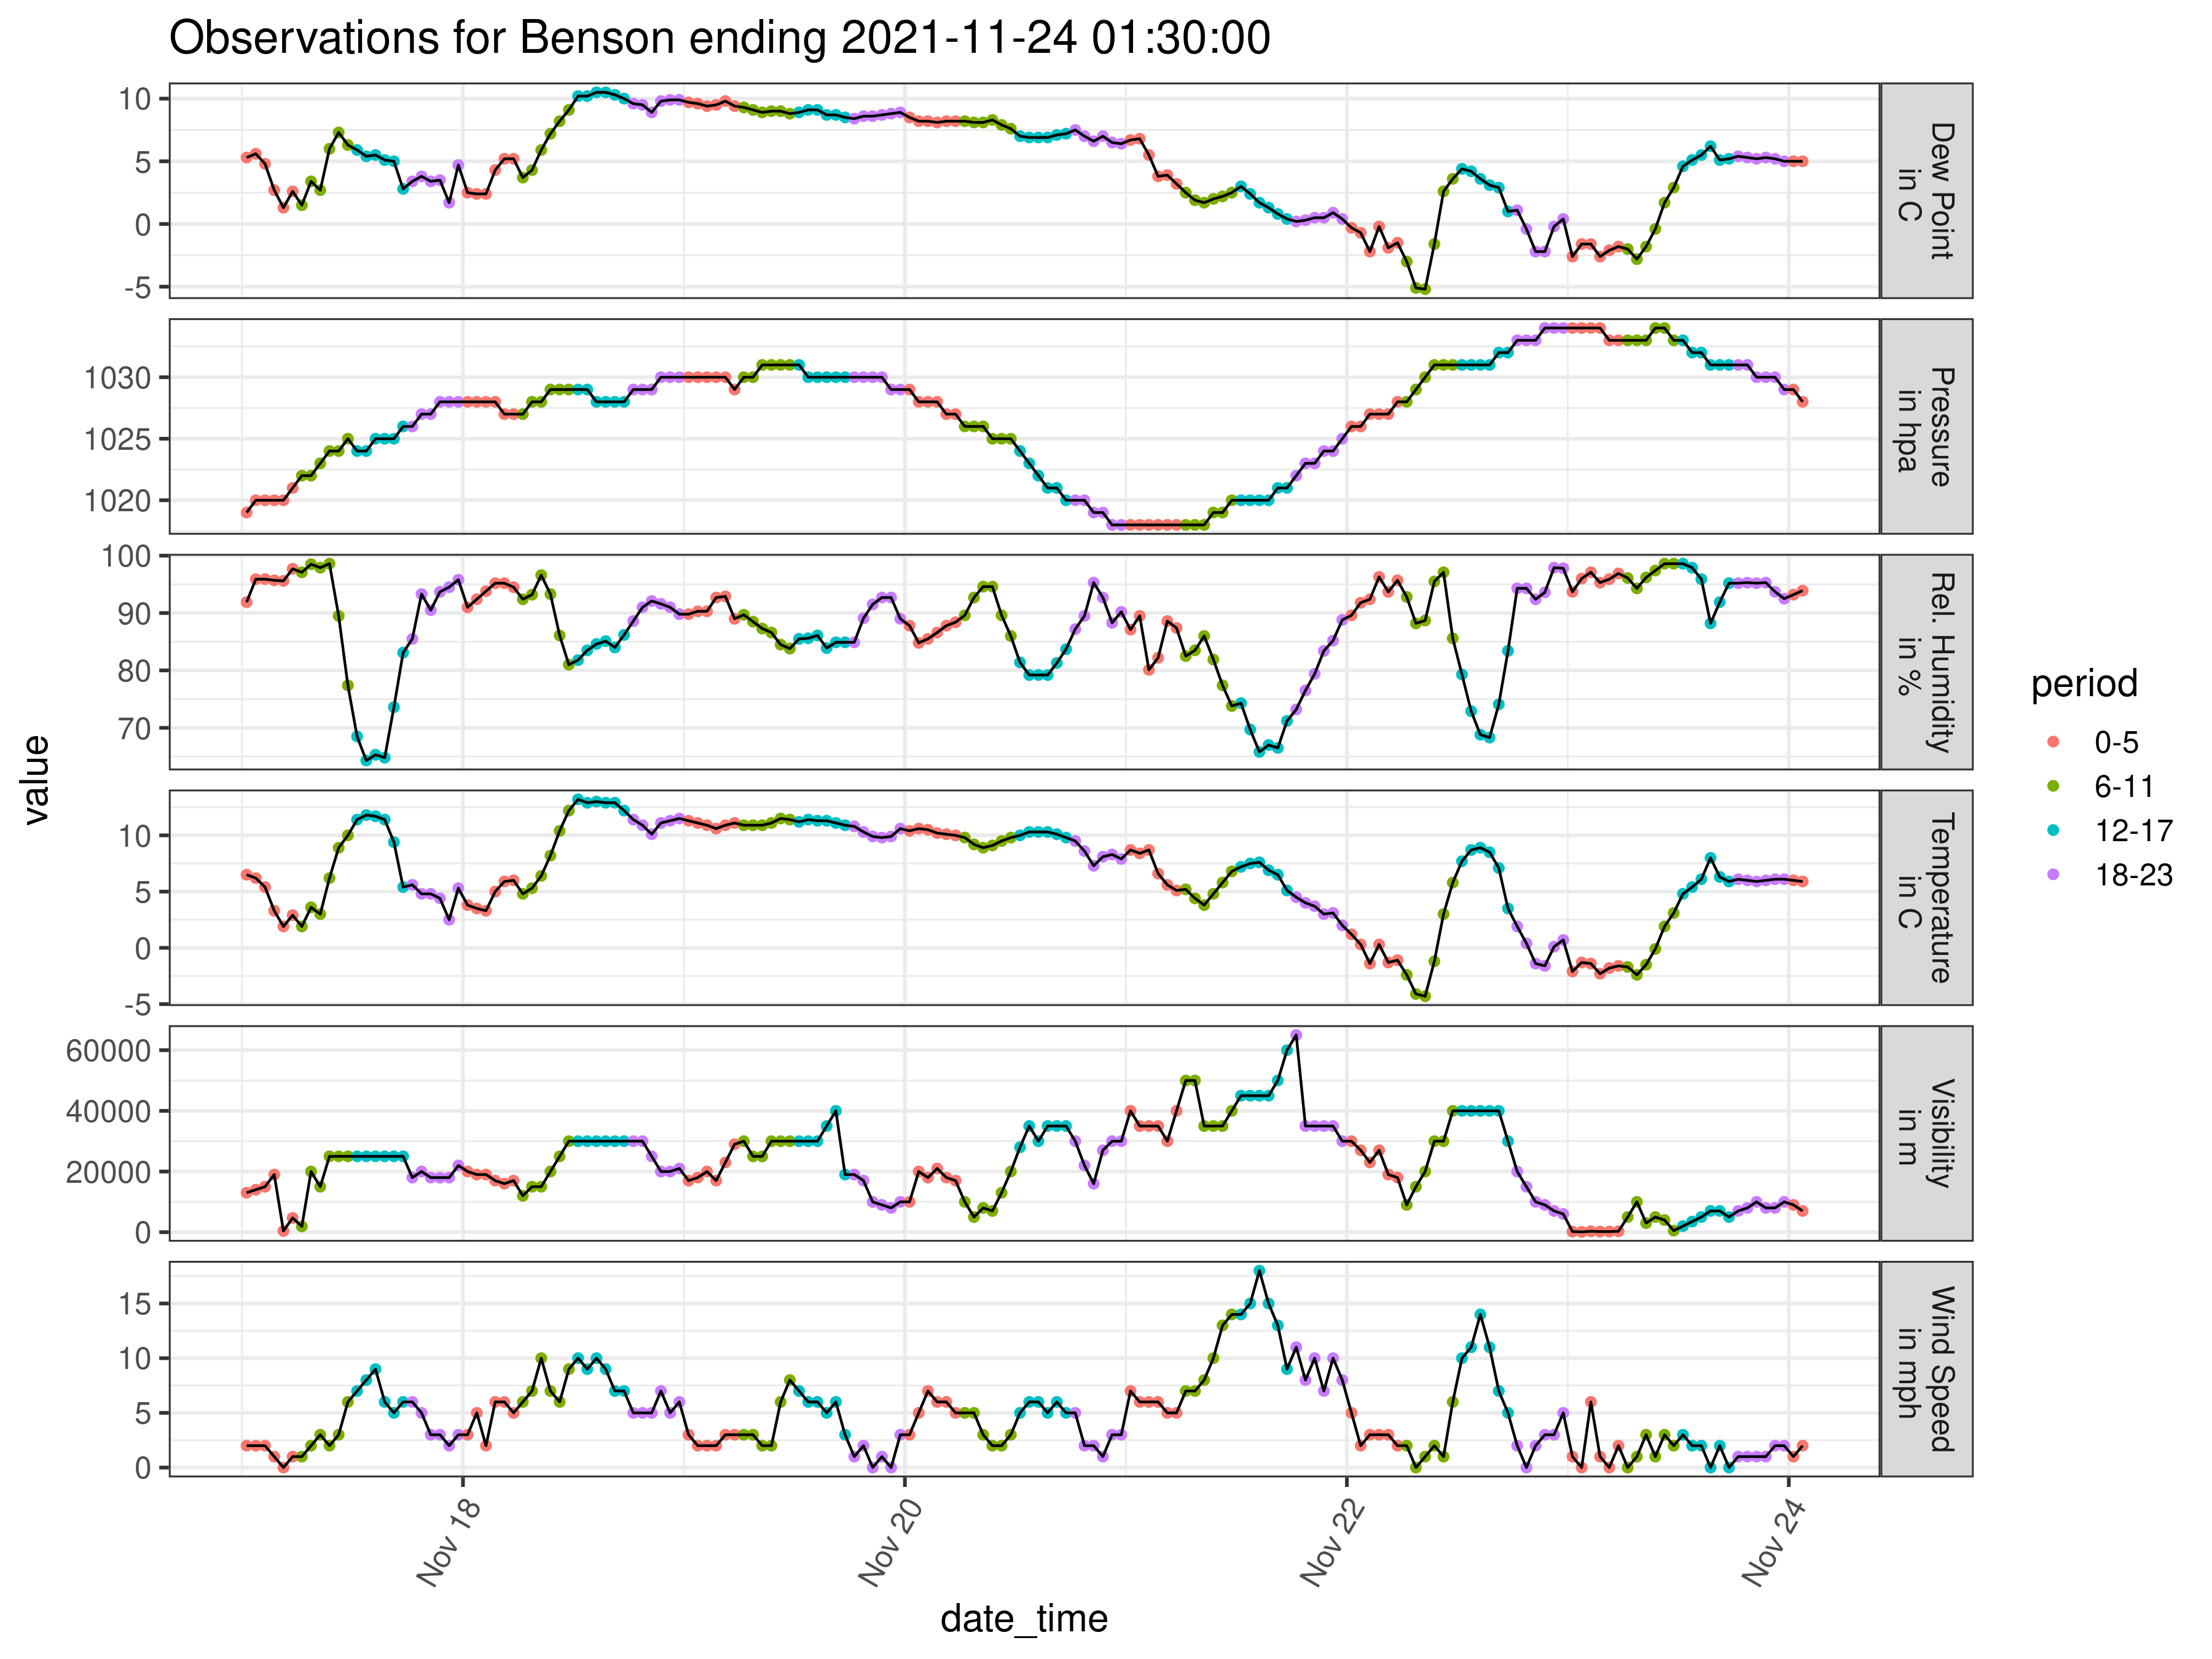 Observations for Benson ending 2021-11-24 01:30:00
value
10
5
0
-5
Dew Point
in C
1030
1025
1020
Pressure
in hpa
100
90
80
70
Rel. Humidity
in %
10
5
0
-5
Temperature
in C
60000
40000
20000
0
Visibility
in m
15
10
5
0
Wind Speed
in mph
Nov 18
Nov 20
Nov 22
Nov 24
date_time
period
0-5
6-11
12-17
18-23